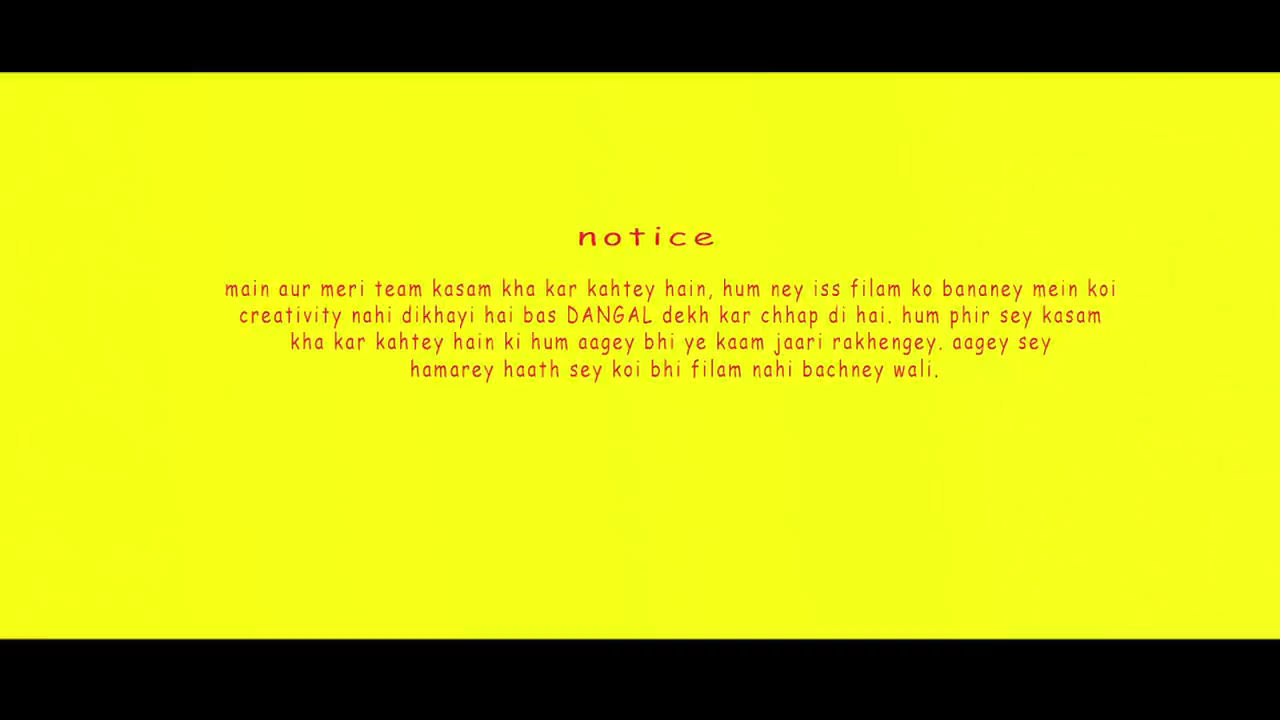 notice
main aur meri team kasam kha kar kahtey hain, hum ney iss filam ko bananey mein koi
creativity nahi dikhayi hai bas DANGAL dekh kar chhap di hai. hum phir sey kasam
kha kar kahtey hain ki hum aagey bhi ye kaam jaari rakhengey. aagey sey
hamarey haath sey koi bhi filam nahi bachney wali.